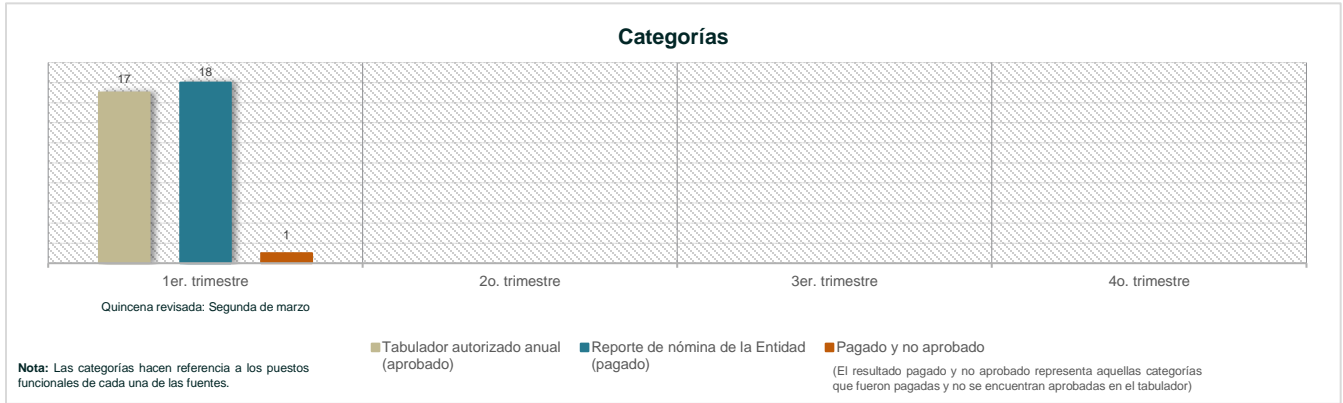 Categorías
17
18
1
1er. trimestre
2o. trimestre
3er. trimestre
4o. trimestre
Quincena revisada: Segunda de marzo
Tabulador autorizado anual
(aprobado)
Reporte de nómina de la Entidad
(pagado)
Pagado y no aprobado
(El resultado pagado y no aprobado representa aquellas categorías
que fueron pagadas y no se encuentran aprobadas en el tabulador)
Nota: Las categorías hacen referencia a los puestos
funcionales de cada una de las fuentes.